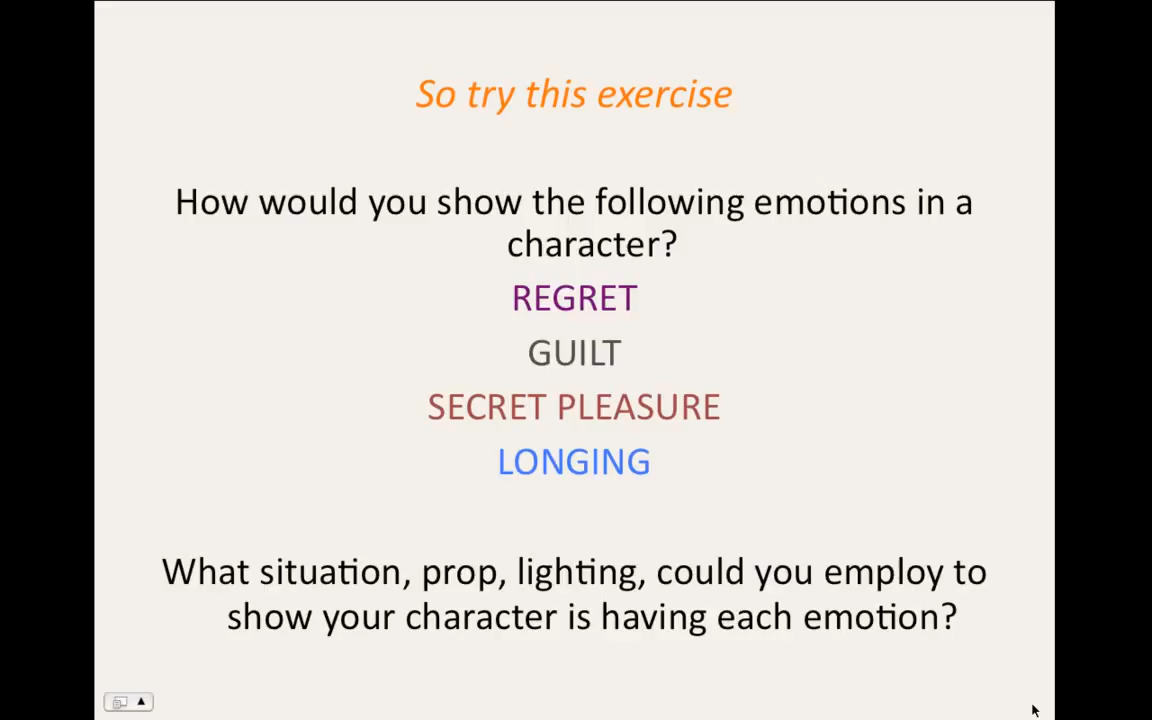 So try this exercise
How would you show the following emotions in a
character?
REGRET
GUILT
SECRET PLEASURE
LONGING
What situation, prop, lighting, could you employ to
show your character is having each emotion?